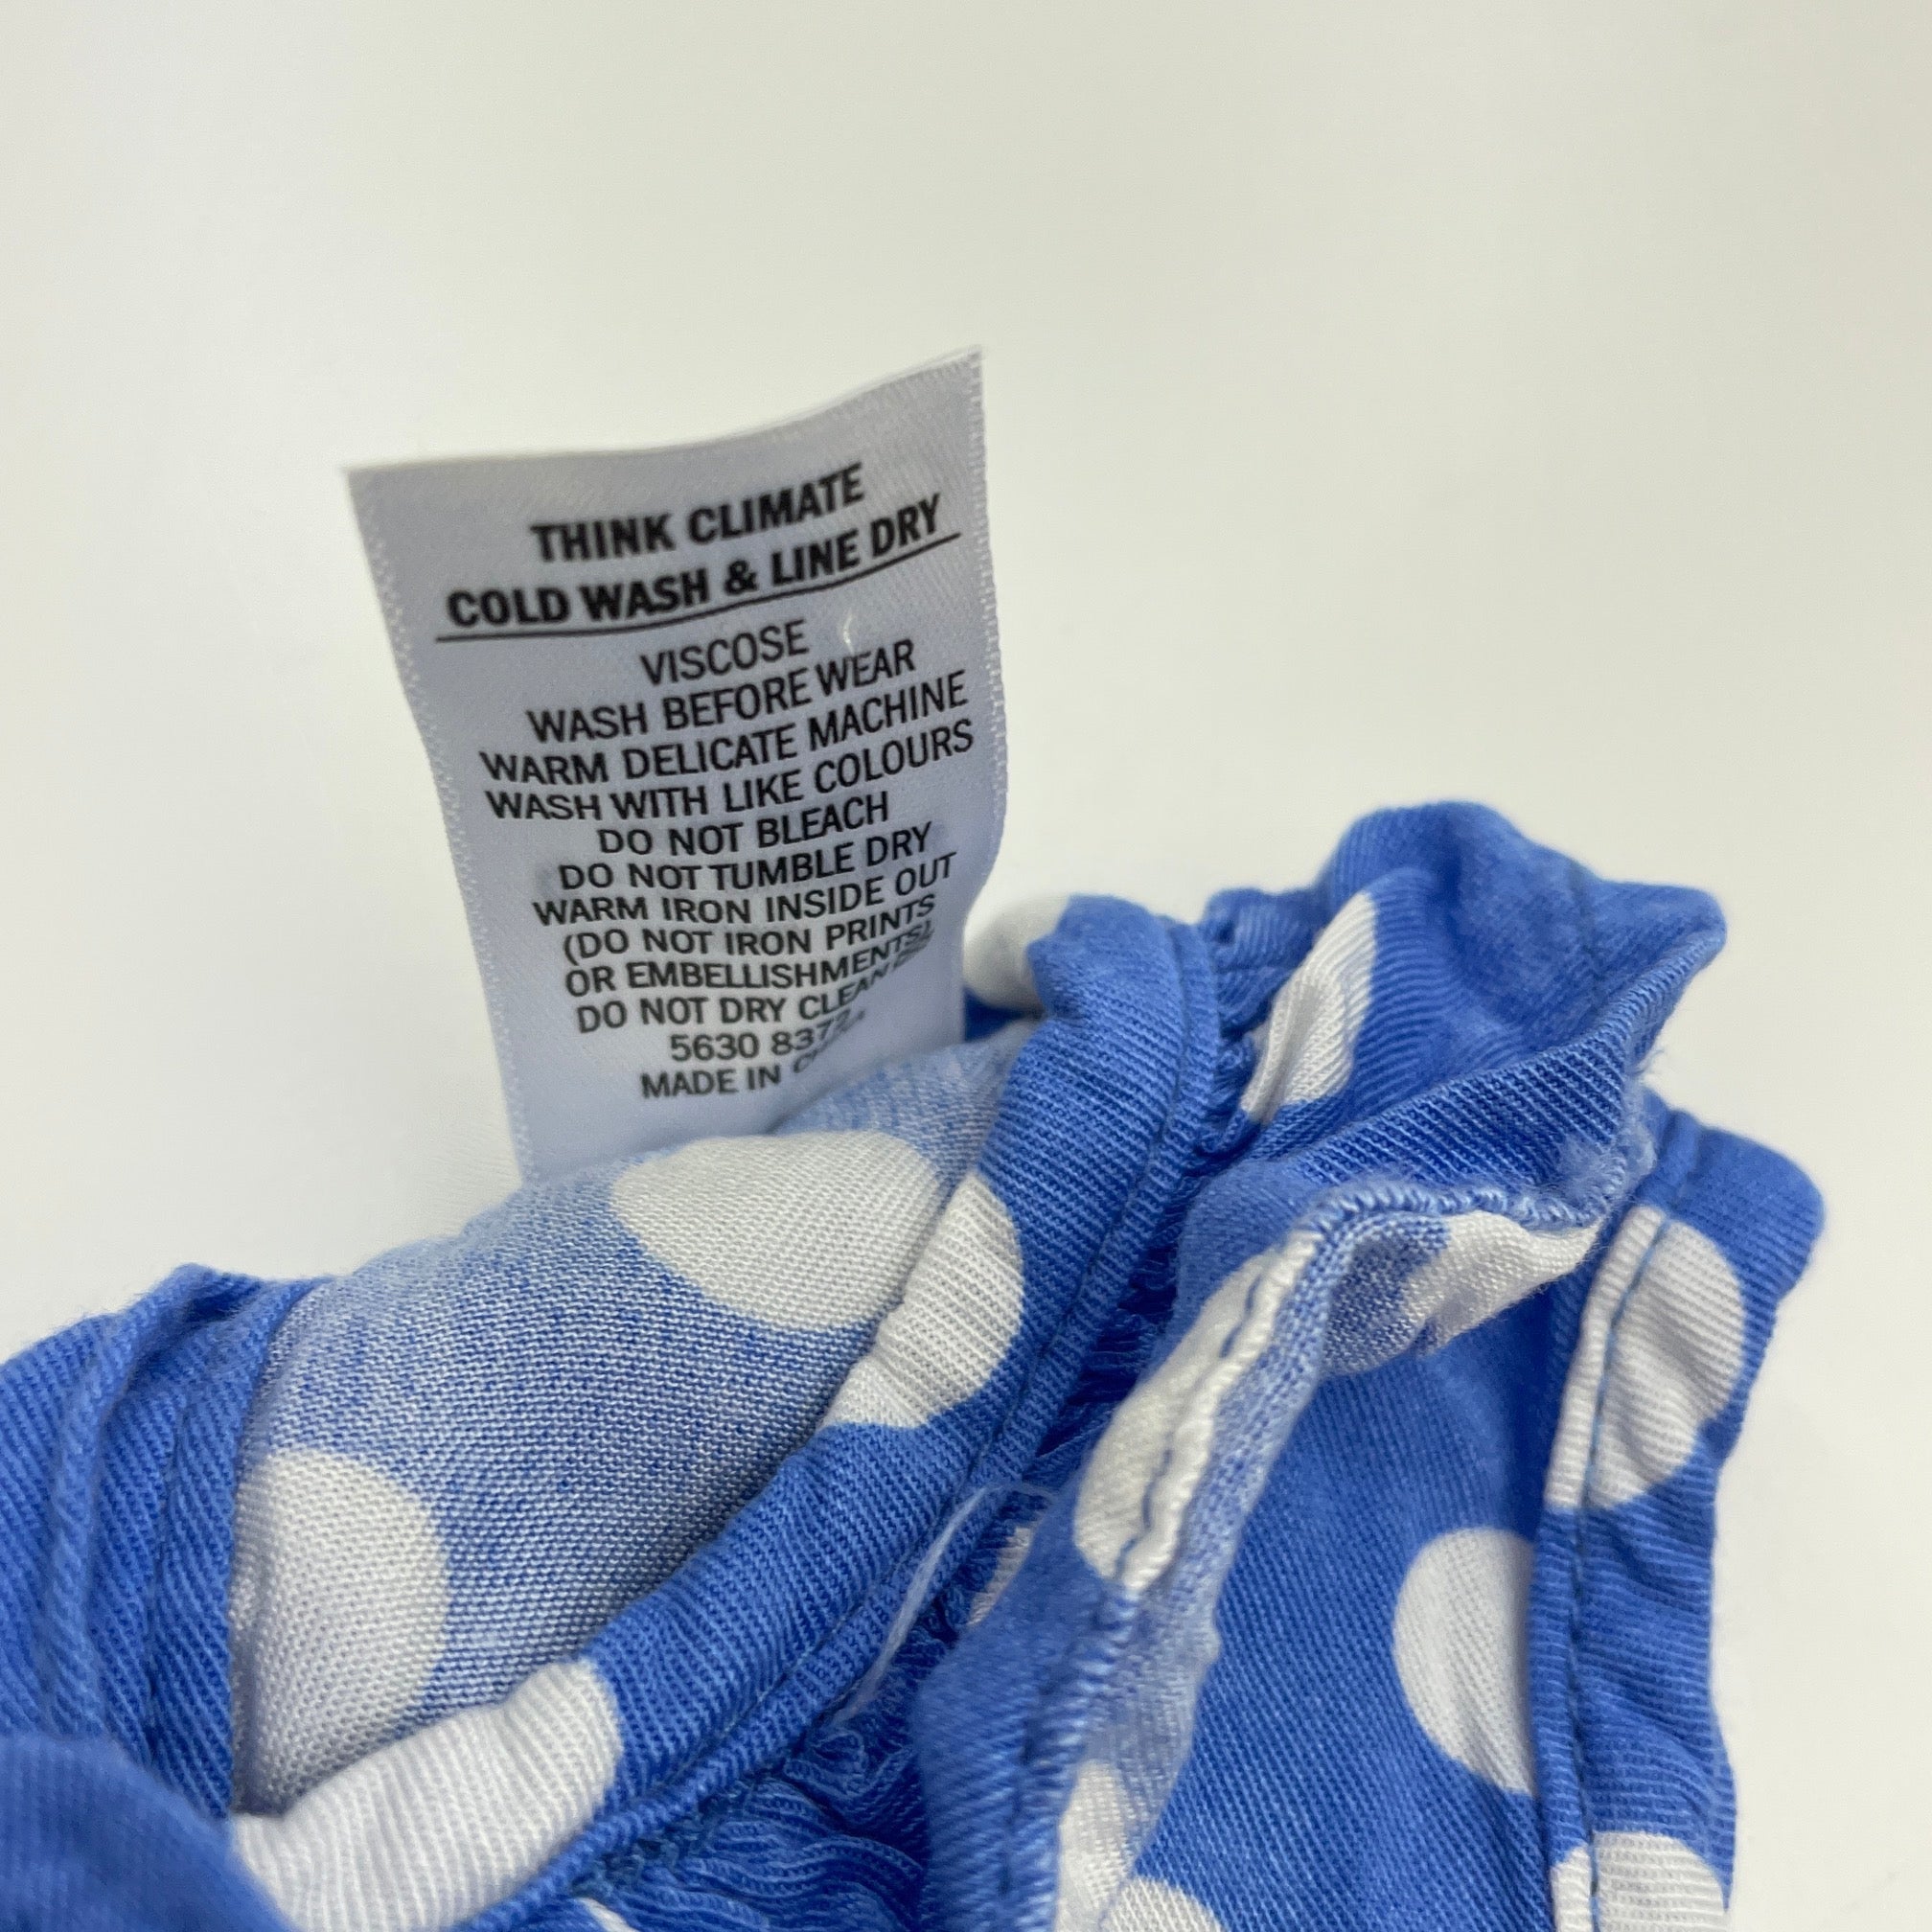 THINK CLIMATE
COLD WASH & LINE DRY
VISCOSE
WASH BEFORE WEAR
WARM DELICATE MACHINE
WASH WITH LIKE COLOURS
DO NOT BLEACH
DO NOT TUMBLE DRY
WARM IRON INSIDE OUT
(DO NOT IRON PRINTS
OR EMBELLISHMENTS)
DO NOT DRY CLEAN
5630
MADE IN